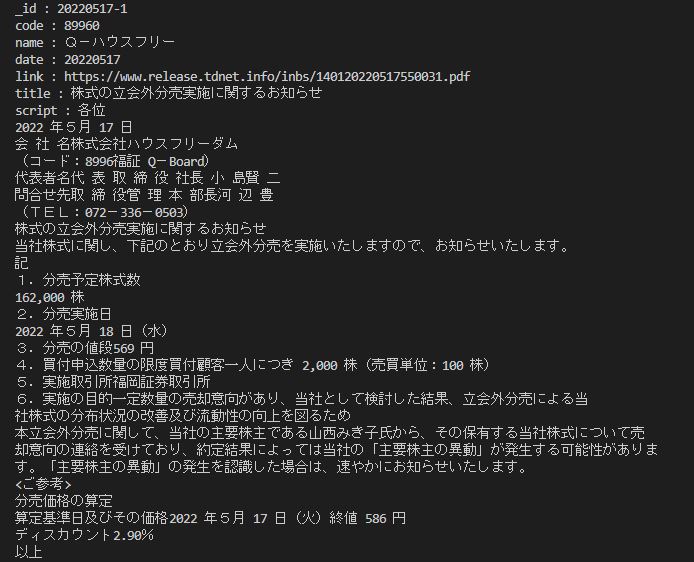 _id : 20220517-1
code : 89960
name : Ｑ－ハウスフリー
date : 20220517
link : https://www.release.tdnet.info/inbs/140120220517550031.pdf
title : 株式の立会外分売実施に関するお知らせ
script : 各位
2022 年５月 17 日
会 社 名株式会社ハウスフリーダム
（コード：8996福証 Q－Board）
代表者名代 表 取 締 役 社長 小 島賢 二
問合せ先取 締 役管 理 本 部長河 辺 豊
（ＴＥＬ：072－336－0503）
株式の立会外分売実施に関するお知らせ
当社株式に関し、下記のとおり立会外分売を実施いたしますので、お知らせいたします。
記
１．分売予定株式数
162,000 株
２．分売実施日
2022 年５月 18 日（水）
３．分売の値段569 円
４．買付申込数量の限度買付顧客一人につき 2,000 株（売買単位：100 株）
５．実施取引所福岡証券取引所
６．実施の目的一定数量の売却意向があり、当社として検討した結果、立会外分売による当
社株式の分布状況の改善及び流動性の向上を図るため
本立会外分売に関して、当社の主要株主である山西みき子氏から、その保有する当社株式について売
却意向の連絡を受けており、約定結果によっては当社の「主要株主の異動」が発生する可能性がありま
す。「主要株主の異動」の発生を認識した場合は、速やかにお知らせいたします。
<ご参考>
分売価格の算定
算定基準日及びその価格2022 年５月 17 日（火）終値 586 円
ディスカウント2.90％
以上